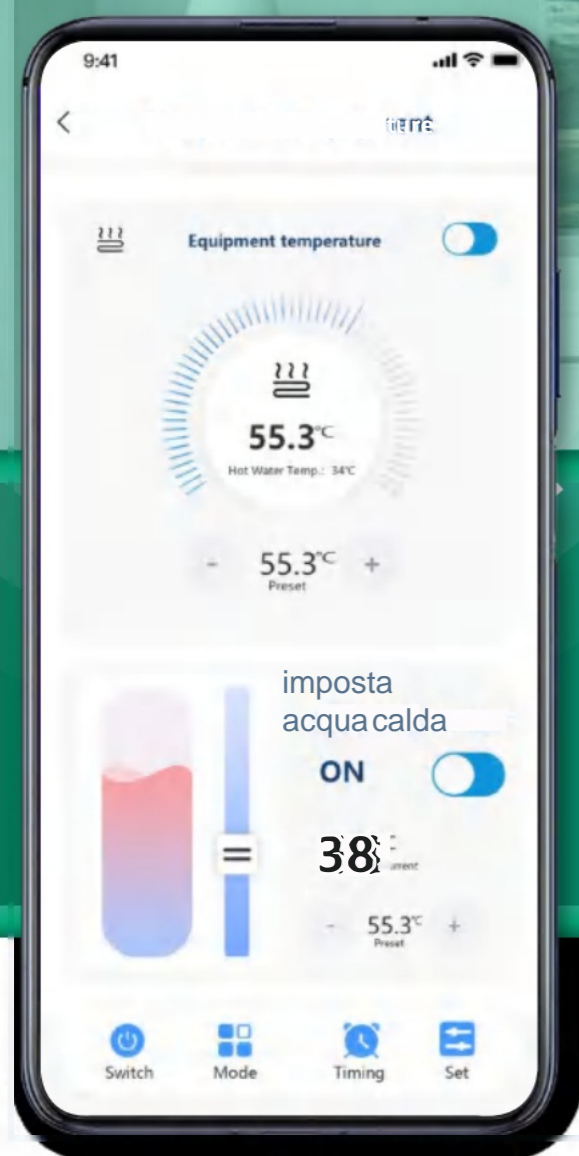 9:41
Equipment temperature
55.3℃
Hot Water Temp.: 34℃
- 55.3℃ +
Preset
imposta
acqua calda
ON
38
- 55.3℃ +
Preset
Switch Mode Timing Set